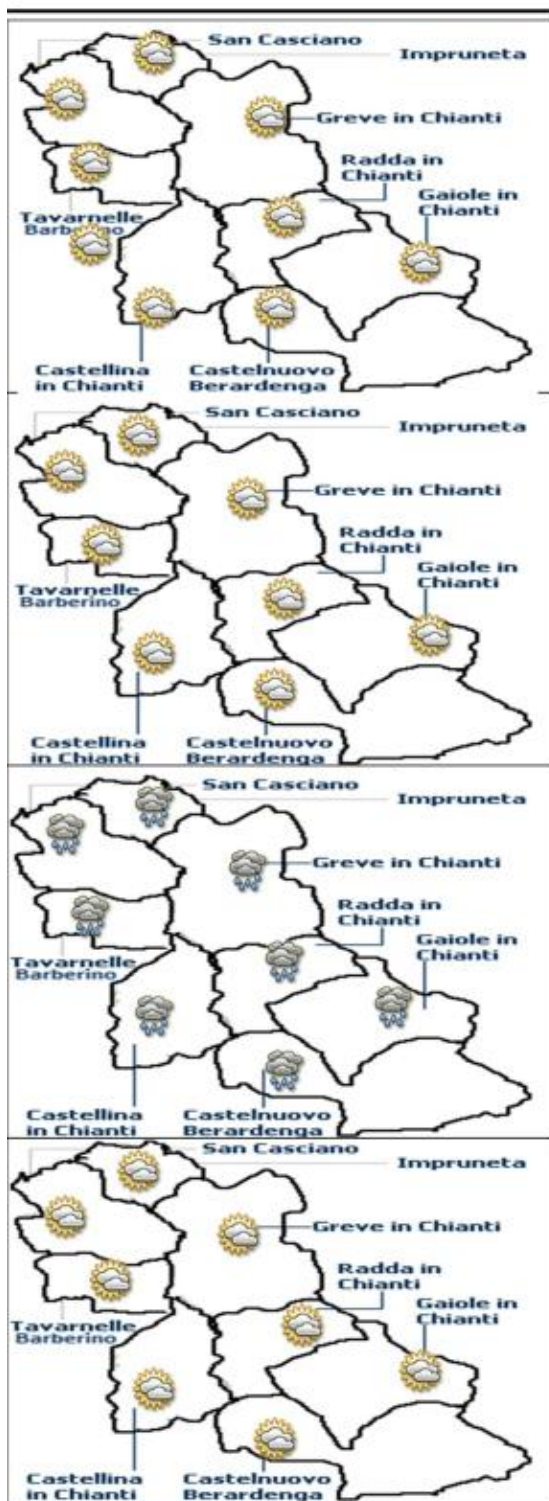 San Casciano
Impruneta
Greve in Chianti
Radda in
Chianti
Gaiole in
Chianti
Tavarnelle
Barberino
Castellina
in Chianti
Castelnuovo
Berardenga
San Casciano
Impruneta
Greve in Chianti
Radda in
Chianti
Gaiole in
Chianti
Tavarnelle
Barberino
Castellina
in Chianti
Castelnuovo
Berardenga
San Casciano
Impruneta
Greve in Chianti
Radda in
Chianti
Gaiole in
Chianti
Tavarnelle
Barberino
Castellina
in Chianti
Castelnuovo
Berardenga
San Casciano
Impruneta
Greve in Chianti
Radda in
Chianti
Gaiole in
Chianti
Tavarnelle
Barberino
Castellina
in Chianti
Castelnuovo
Berardenga